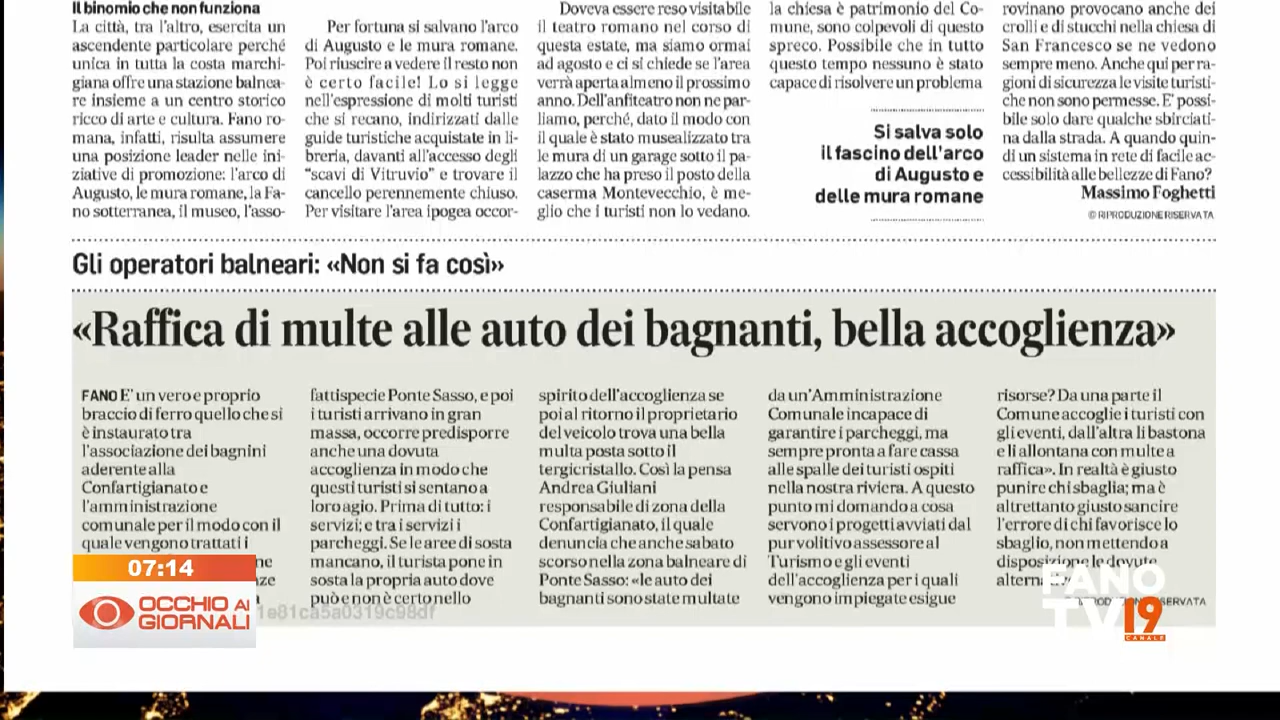 Il binomio che non funziona
La città, tra l'altro, esercita un
ascendente particolare perché
unica in tutta la costa marchi-
giana offre una stazione balnea-
re insieme a un centro storico
ricco di arte e cultura. Fano ro-
mana, infatti, risulta assumere
una posizione leader nelle ini-
ziative di promozione: l'arco di
Augusto, le mura romane, la Fa-
no sotterranea, il museo, l'asso-
Per fortuna si salvano l'arco
di Augusto e le mura romane.
Poi riuscire a vedere il resto non
è certo facile! Lo si legge
nell'espressione di molti turisti
che si recano, indirizzati dalle
guide turistiche acquistate in li-
breria, davanti all'accesso degli
"scavi di Vitruvio" e trovare il
cancello perennemente chiuso.
Per visitare l'area ipogea occor-
Doveva essere reso visitabile
il teatro romano nel corso di
questa estate, ma siamo ormai
ad agosto e ci si chiede se l'area
verrà aperta almeno il prossimo
anno. Dell'anfiteatro non ne par-
liamo, perché, dato il modo con
il quale è stato musealizzato tra
le mura di un garage sotto il pa-
lazzo che ha preso il posto della
caserma Montevecchio, è me-
glio che i turisti non lo vedano.
la chiesa è patrimonio del Co-
mune, sono colpevoli di questo
spreco. Possibile che in tutto
questo tempo nessuno è stato
capace di risolvere un problema
Si salva solo
il fascino dell'arco
di Augusto e
delle mura romane
rovinano provocano anche dei
crolli e di stucchi nella chiesa di
San Francesco se ne vedono
sempre meno. Anche qui per ra-
gioni di sicurezza le visite turisti-
che non sono permesse. E' possi-
bile solo dare qualche sbirciati-
na dalla strada. A quando quin-
di un sistema in rete di facile ac-
cessibilità alle bellezze di Fano?
Massimo Foghetti
© RIPRODUZIONE RISERVATA
Gli operatori balneari: «Non si fa così»
«Raffica di multe alle auto dei bagnanti, bella accoglienza»
FANO E' un vero e proprio
braccio di ferro quello che si
è instaurato tra
l'associazione dei bagnini
aderente alla
Confartigianato e
l'amministrazione
comunale per il modo con il
quale vengono trattati i
fattispecie Ponte Sasso, e poi
i turisti arrivano in gran
massa, occorre predisporre
anche una dovuta
accoglienza in modo che
questi turisti si sentano a
loro agio. Prima di tutto: i
servizi; e tra i servizi i
parcheggi. Se le aree di sosta
mancano, il turista pone in
sosta la propria auto dove
può e non è certo nello
spirito dell'accoglienza se
poi al ritorno il proprietario
del veicolo trova una bella
multa posta sotto il
tergicristallo. Così la pensa
Andrea Giuliani
responsabile di zona della
Confartigianato, il quale
denuncia che anche sabato
scorso nella zona balneare di
Ponte Sasso: «le auto dei
bagnanti sono state multate
da un'Amministrazione
Comunale incapace di
garantire i parcheggi, ma
sempre pronta a fare cassa
alle spalle dei turisti ospiti
nella nostra riviera. A questo
punto mi domando a cosa
servono i progetti avviati dal
pur volitivo assessore al
Turismo e gli eventi
dell'accoglienza per i quali
vengono impiegate esigue
risorse? Da una parte il
Comune accoglie i turisti con
gli eventi, dall'altra li bastona
e li allontana con multe a
raffica». In realtà è giusto
punire chi sbaglia; ma è
altrettanto giusto sancire
l'errore di chi favorisce lo
sbaglio, non mettendo a
disposizione le dovute
07:14
OCCHIO AI
GIORNALI
1e81ca5a0319c98df
FANO
TV 19
CANALE